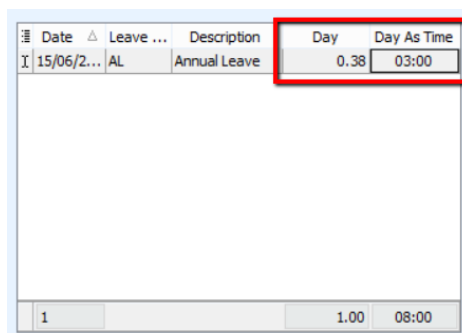 Date Leave ... Description Day Day As Time
15/06/2... AL Annual Leave 0.38 03:00
1 1.00 08:00